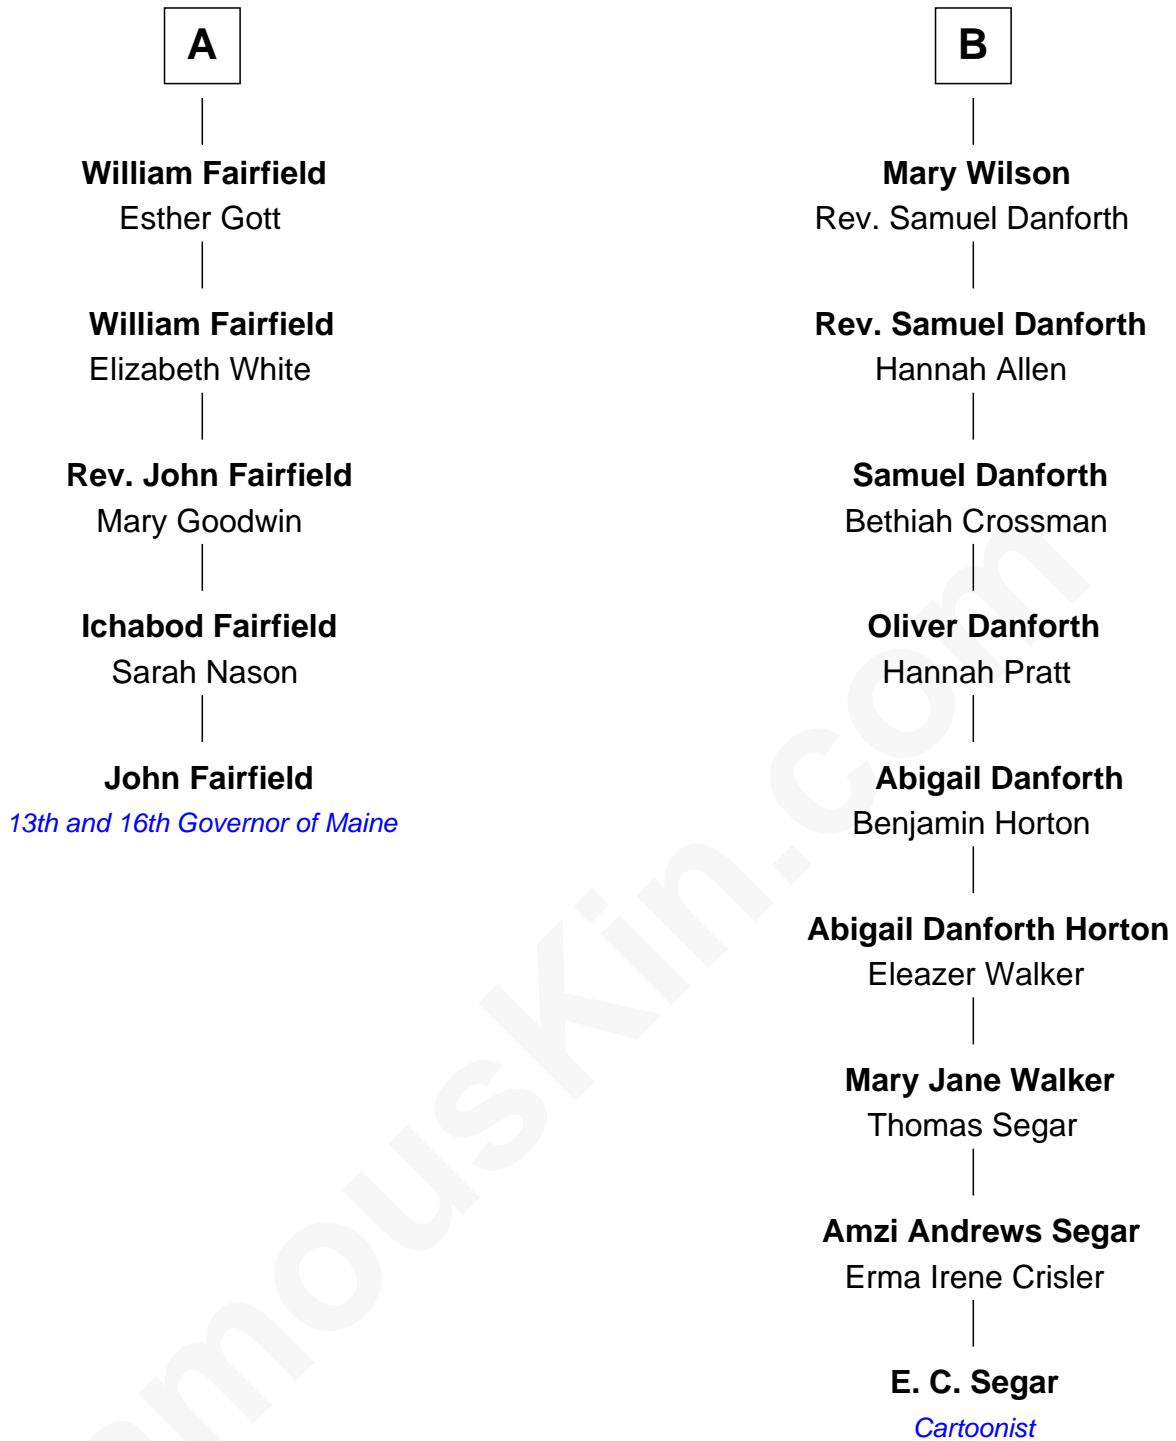 A
William Fairfield
Esther Gott
William Fairfield
Elizabeth White
Rev. John Fairfield
Mary Goodwin
Ichabod Fairfield
Sarah Nason
John Fairfield
13th and 16th Governor of Maine
B
Mary Wilson
Rev. Samuel Danforth
Rev. Samuel Danforth
Hannah Allen
Samuel Danforth
Bethiah Crossman
Oliver Danforth
Hannah Pratt
Abigail Danforth
Benjamin Horton
Abigail Danforth Horton
Eleazer Walker
Mary Jane Walker
Thomas Segar
Amzi Andrews Segar
Erma Irene Crisler
E. C. Segar
Cartoonist
amouskin.com